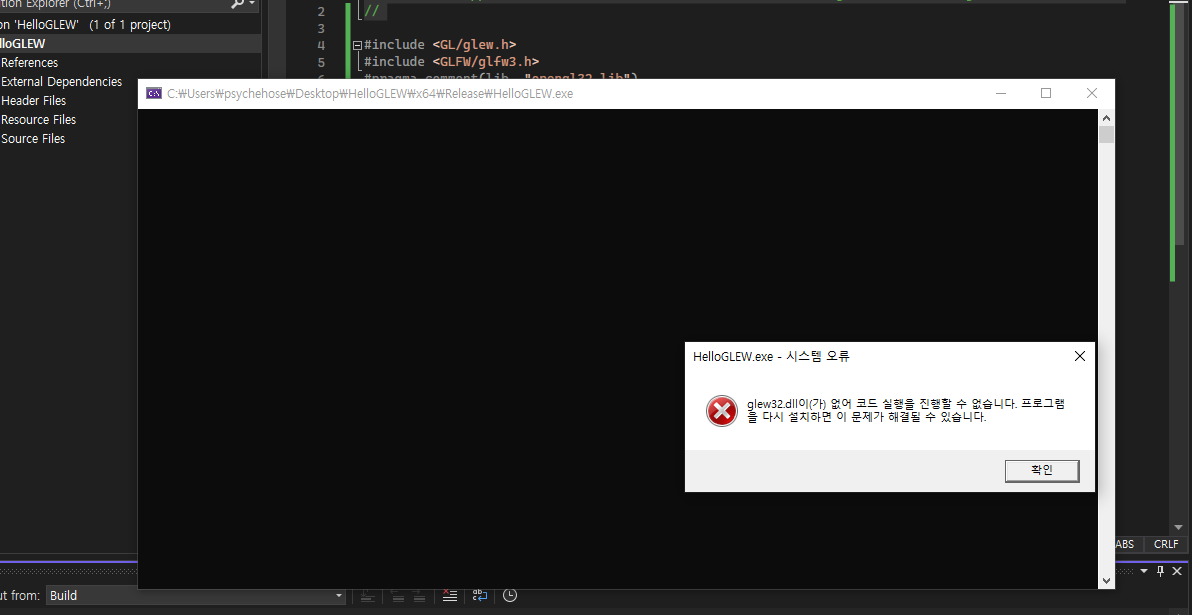 tion Explorer (Ctrl+;)
on 'HelloGLEW' (1 of 1 project)
lloGLEW
References
External Dependencies
Header Files
Resource Files
Source Files
2 //
3
4 #include <GL/glew.h>
5 #include <GLFW/glfw3.h>
6 #pragma comment(lib, "opengl32.lib")
C:\Users\psychehose\Desktop\HelloGLEW\x64\Release\HelloGLEW.exe
HelloGLEW.exe - 시스템 오류
glew32.dll이(가) 없어 코드 실행을 진행할 수 없습니다. 프로그램
을 다시 설치하면 이 문제가 해결될 수 있습니다.
확인
ABS CRLF
ut from: Build